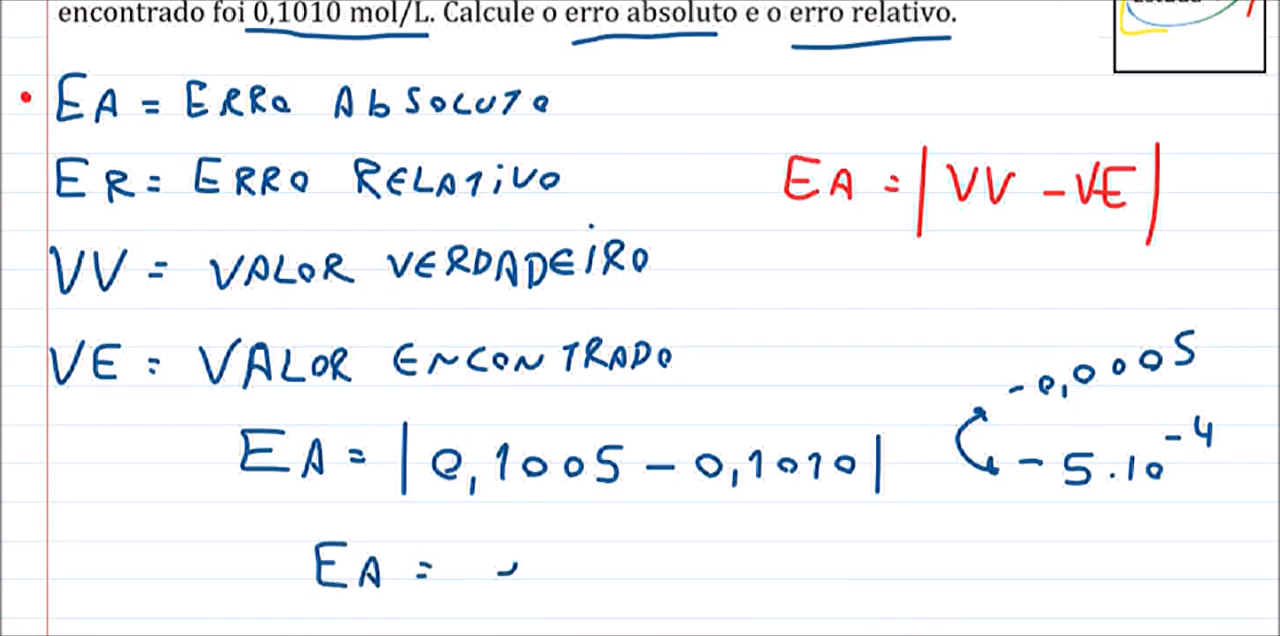 encontrado foi 0,1010 mol/L. Calcule o erro absoluto e o erro relativo.
EA = ERRO ABSOLUTO
ER = ERRO RELATIVO
EA = |VV - VE|
VV = VALOR VERDADEIRO
VE = VALOR ENCONTRADO
- 0,0005
EA = |0,1005 - 0,1010|
- 5.10⁻⁴
EA =